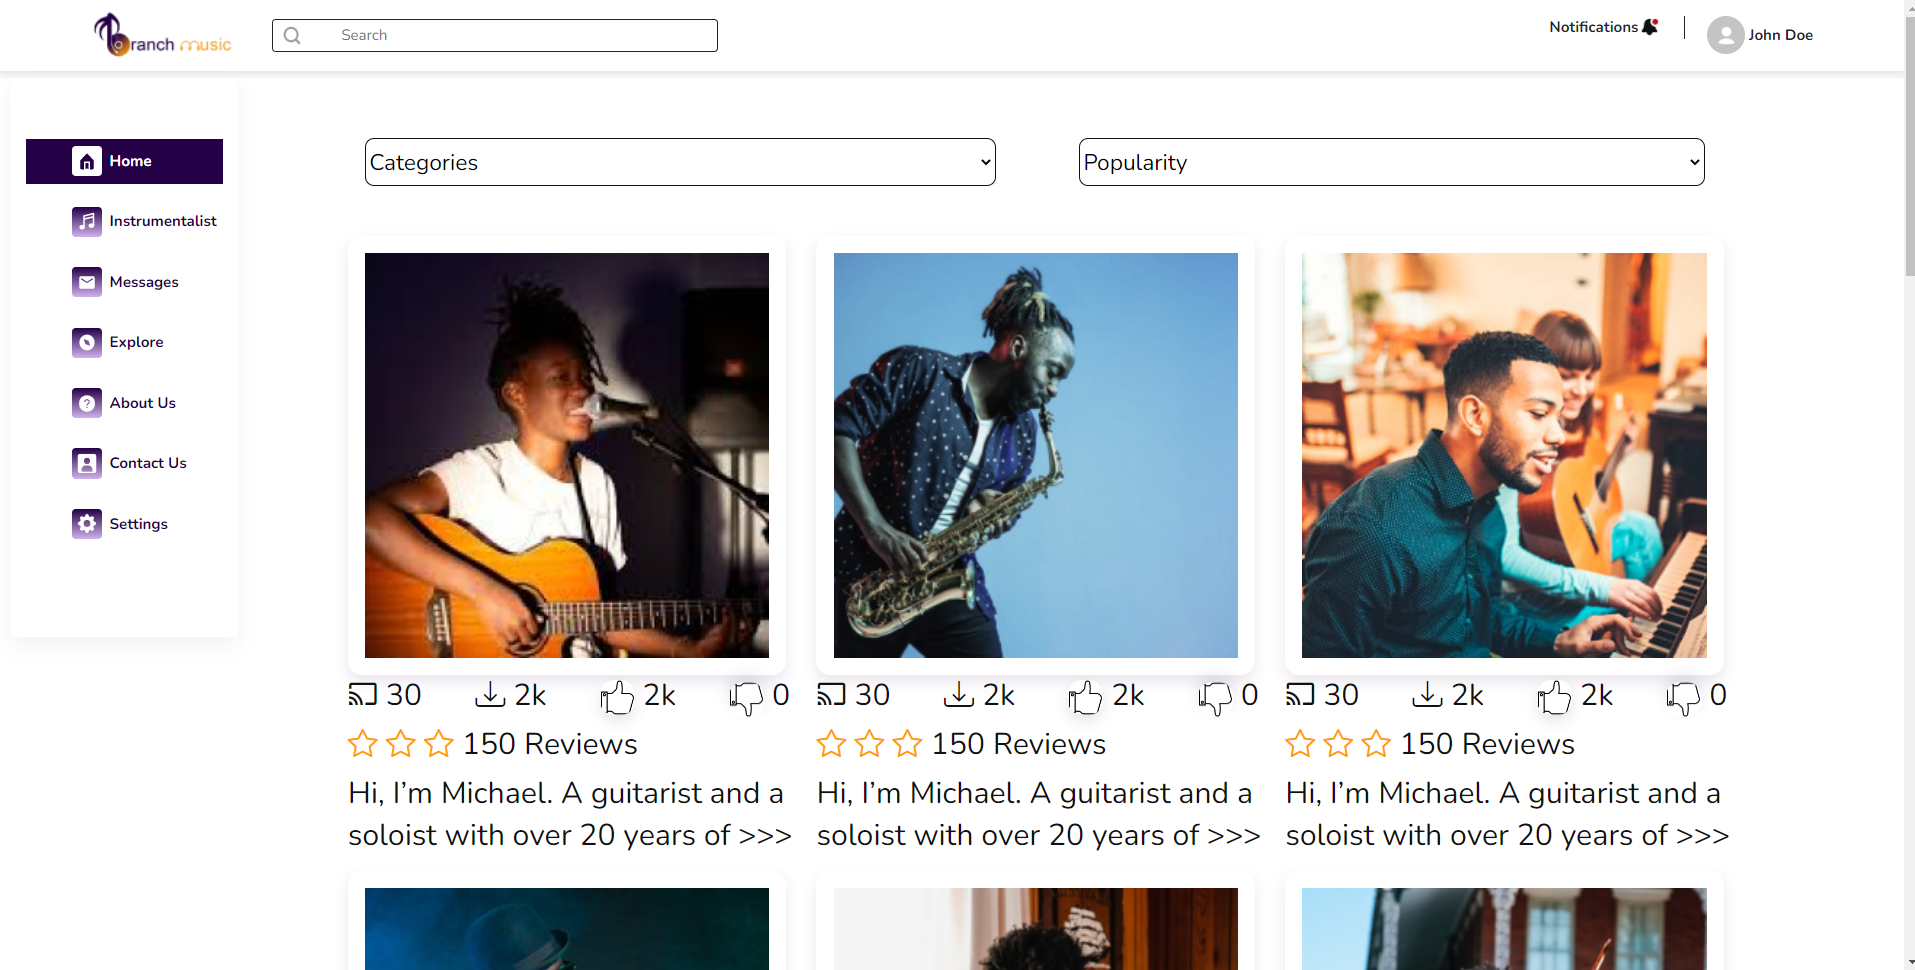 branch music
Search
Notifications
John Doe
Home
Instrumentalist
Messages
Explore
About Us
Contact Us
Settings
Categories
Popularity
30 2k 2k 0
150 Reviews
Hi, I’m Michael. A guitarist and a
soloist with over 20 years of >>>
30 2k 2k 0
150 Reviews
Hi, I’m Michael. A guitarist and a
soloist with over 20 years of >>>
30 2k 2k 0
150 Reviews
Hi, I’m Michael. A guitarist and a
soloist with over 20 years of >>>